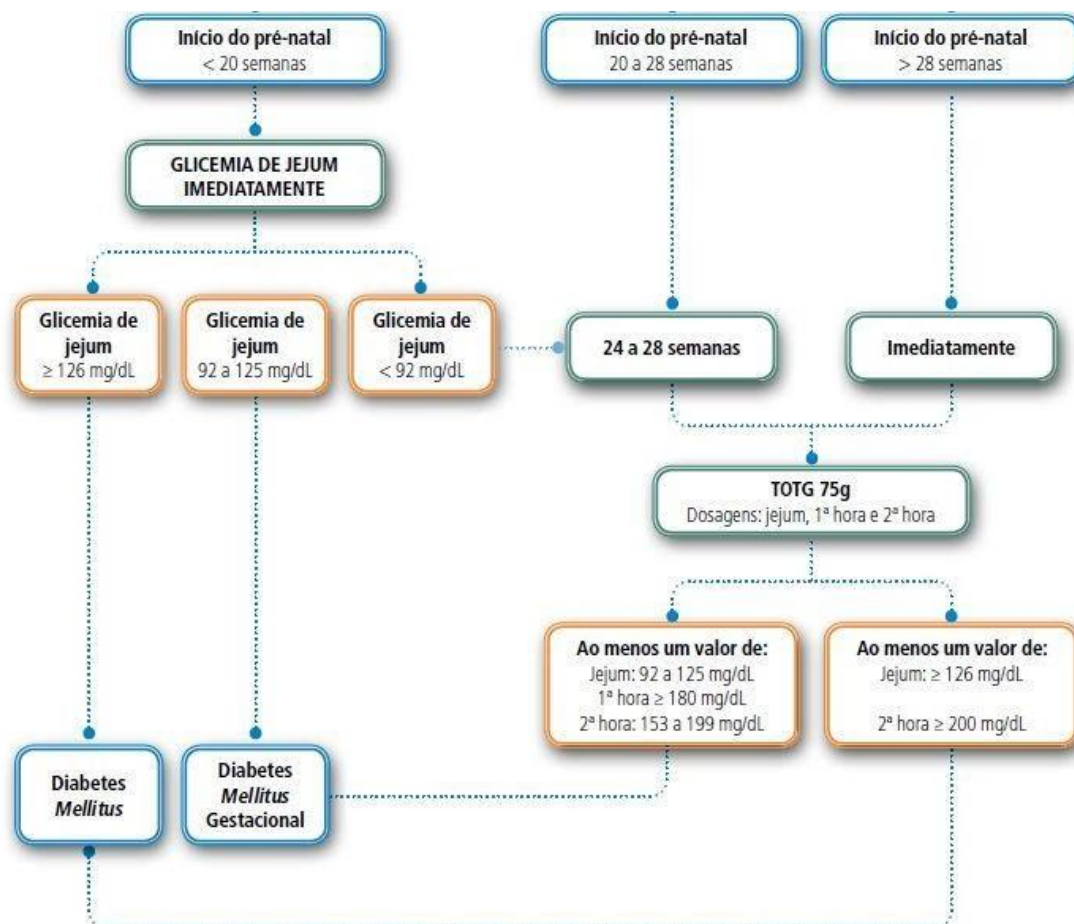 Início do pré-natal
< 20 semanas
Início do pré-natal
20 a 28 semanas
Início do pré-natal
> 28 semanas
GLICEMIA DE JEJUM
IMEDIATAMENTE
Glicemia de
jejum
≥ 126 mg/dL
Glicemia de
jejum
92 a 125 mg/dL
Glicemia de
jejum
< 92 mg/dL
24 a 28 semanas
Imediatamente
TOTG 75g
Dosagens: jejum, 1ª hora e 2ª hora
Ao menos um valor de:
Jejum: 92 a 125 mg/dL
1ª hora ≥ 180 mg/dL
2ª hora: 153 a 199 mg/dL
Ao menos um valor de:
Jejum: ≥ 126 mg/dL
2ª hora ≥ 200 mg/dL
Diabetes
Mellitus
Diabetes
Mellitus
Gestacional